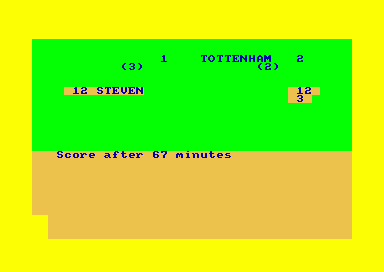 1 TOTTENHAM 2
(3) (2)
12 STEVEN 12
3
Score after 67 minutes